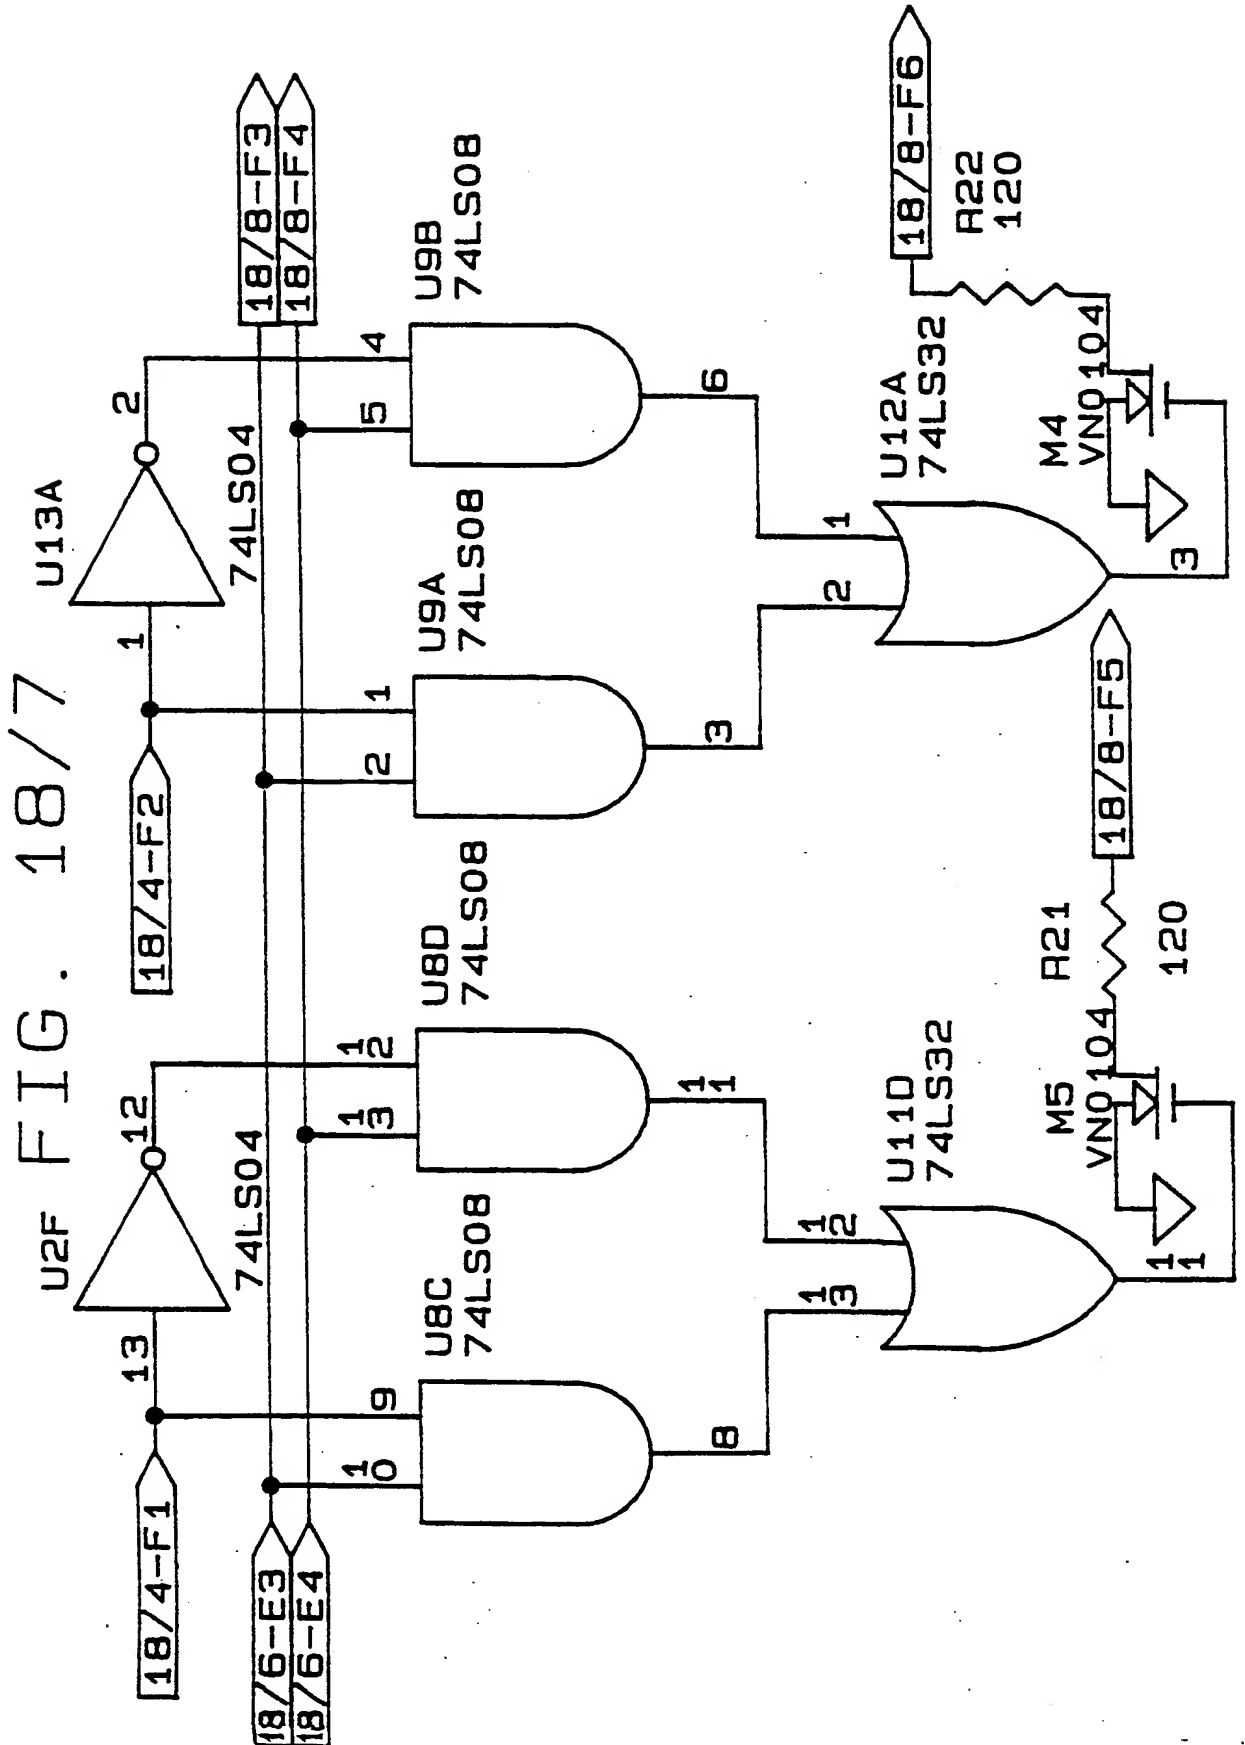 FIG. 18/7
18/4-F1
13
U2F
12
74LS04
18/4-F2
1
U13A
2
74LS04
18/6-E3
18/6-E4
18/8-F3
18/8-F4
10
9
U8C
74LS08
8
13
12
U8D
74LS08
11
2
1
U9A
74LS08
3
5
4
U9B
74LS08
6
13
12
U11D
74LS32
11
M5
VN0104
R21
120
18/8-F5
2
1
U12A
74LS32
3
M4
VN0104
R22
120
18/8-F6